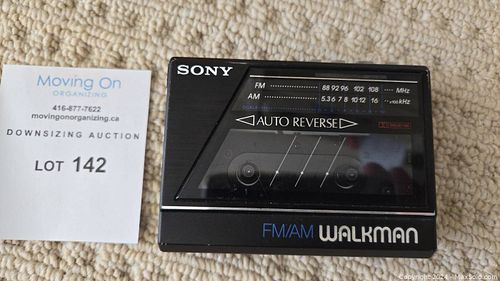 Moving On
ORGANIZING
416-877-7622
movingonorganizing.ca
DOWNSIZING AUCTION
LOT 142
SONY
FM 88 92 96 102 108 MHz
AM 5.3 6 7 8 10 12 16 ×100kHz
AUTO REVERSE
FM/AM WALKMAN
Copyright 2024 - MaxSold.com